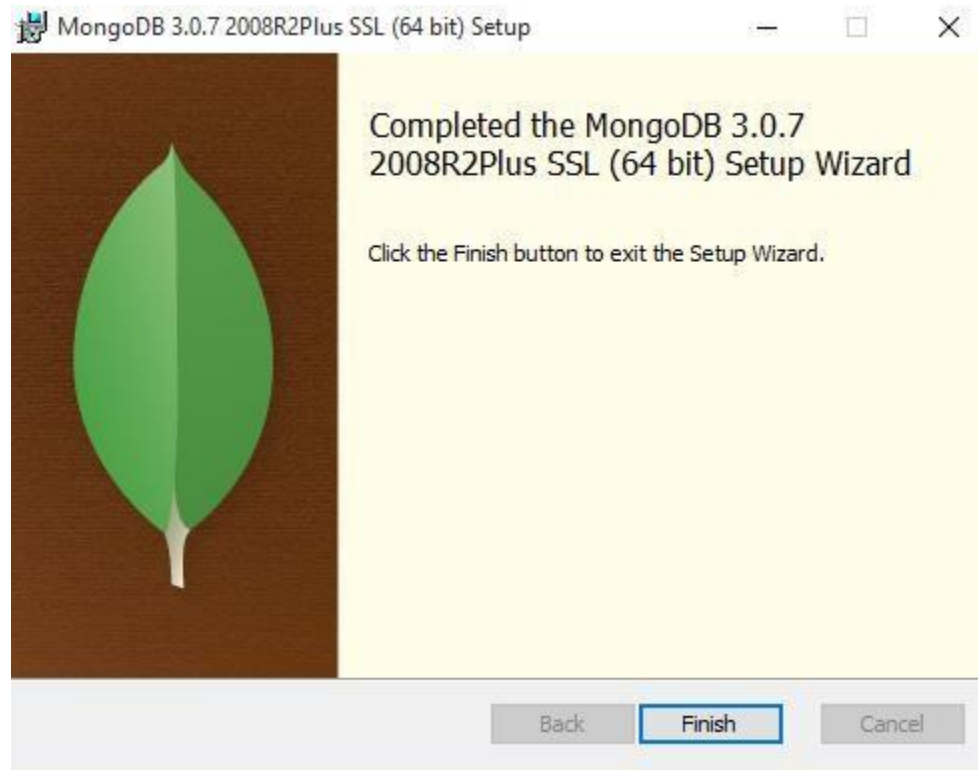 MongoDB 3.0.7 2008R2Plus SSL (64 bit) Setup
Completed the MongoDB 3.0.7
2008R2Plus SSL (64 bit) Setup Wizard
Click the Finish button to exit the Setup Wizard.
Back
Finish
Cancel